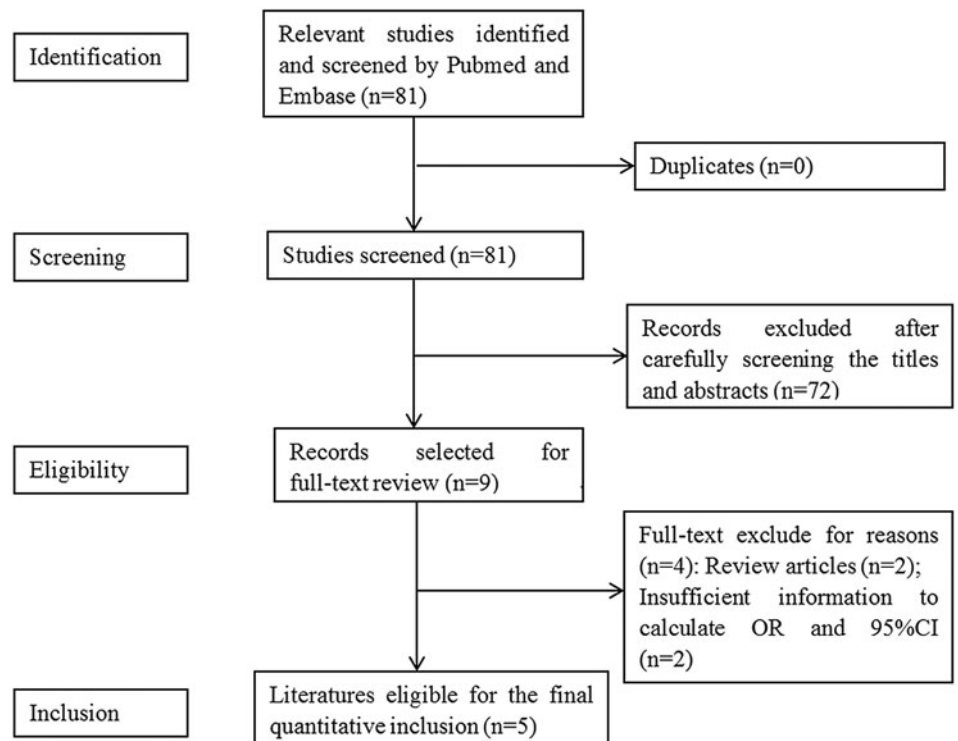 Identification
Relevant studies identified
and screened by Pubmed and
Embase (n=81)
Duplicates (n=0)
Screening
Studies screened (n=81)
Records excluded after
carefully screening the titles
and abstracts (n=72)
Eligibility
Records selected for
full-text review (n=9)
Full-text exclude for reasons
(n=4): Review articles (n=2);
Insufficient information to
calculate OR and 95%CI
(n=2)
Inclusion
Literatures eligible for the final
quantitative inclusion (n=5)